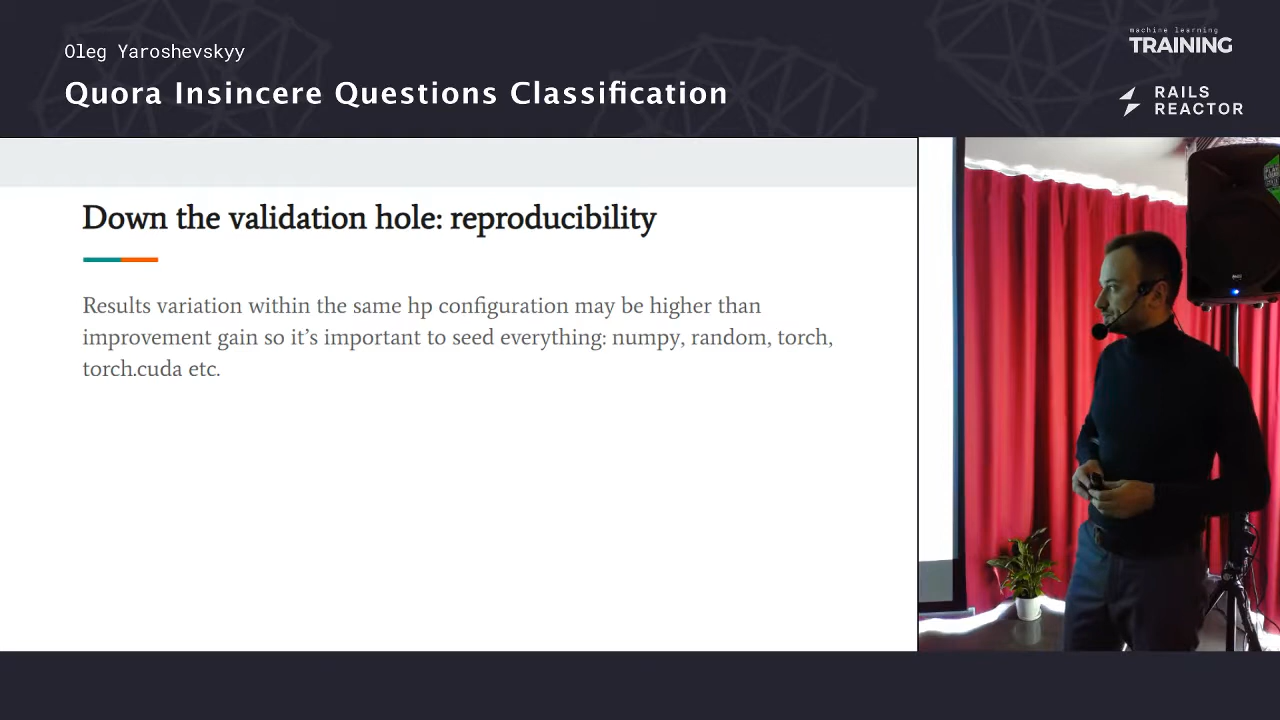 Oleg Yaroshevskyy
Quora Insincere Questions Classification
machine learning
TRAINING
RAILS
REACTOR
Down the validation hole: reproducibility
Results variation within the same hp configuration may be higher than
improvement gain so it’s important to seed everything: numpy, random, torch,
torch.cuda etc.